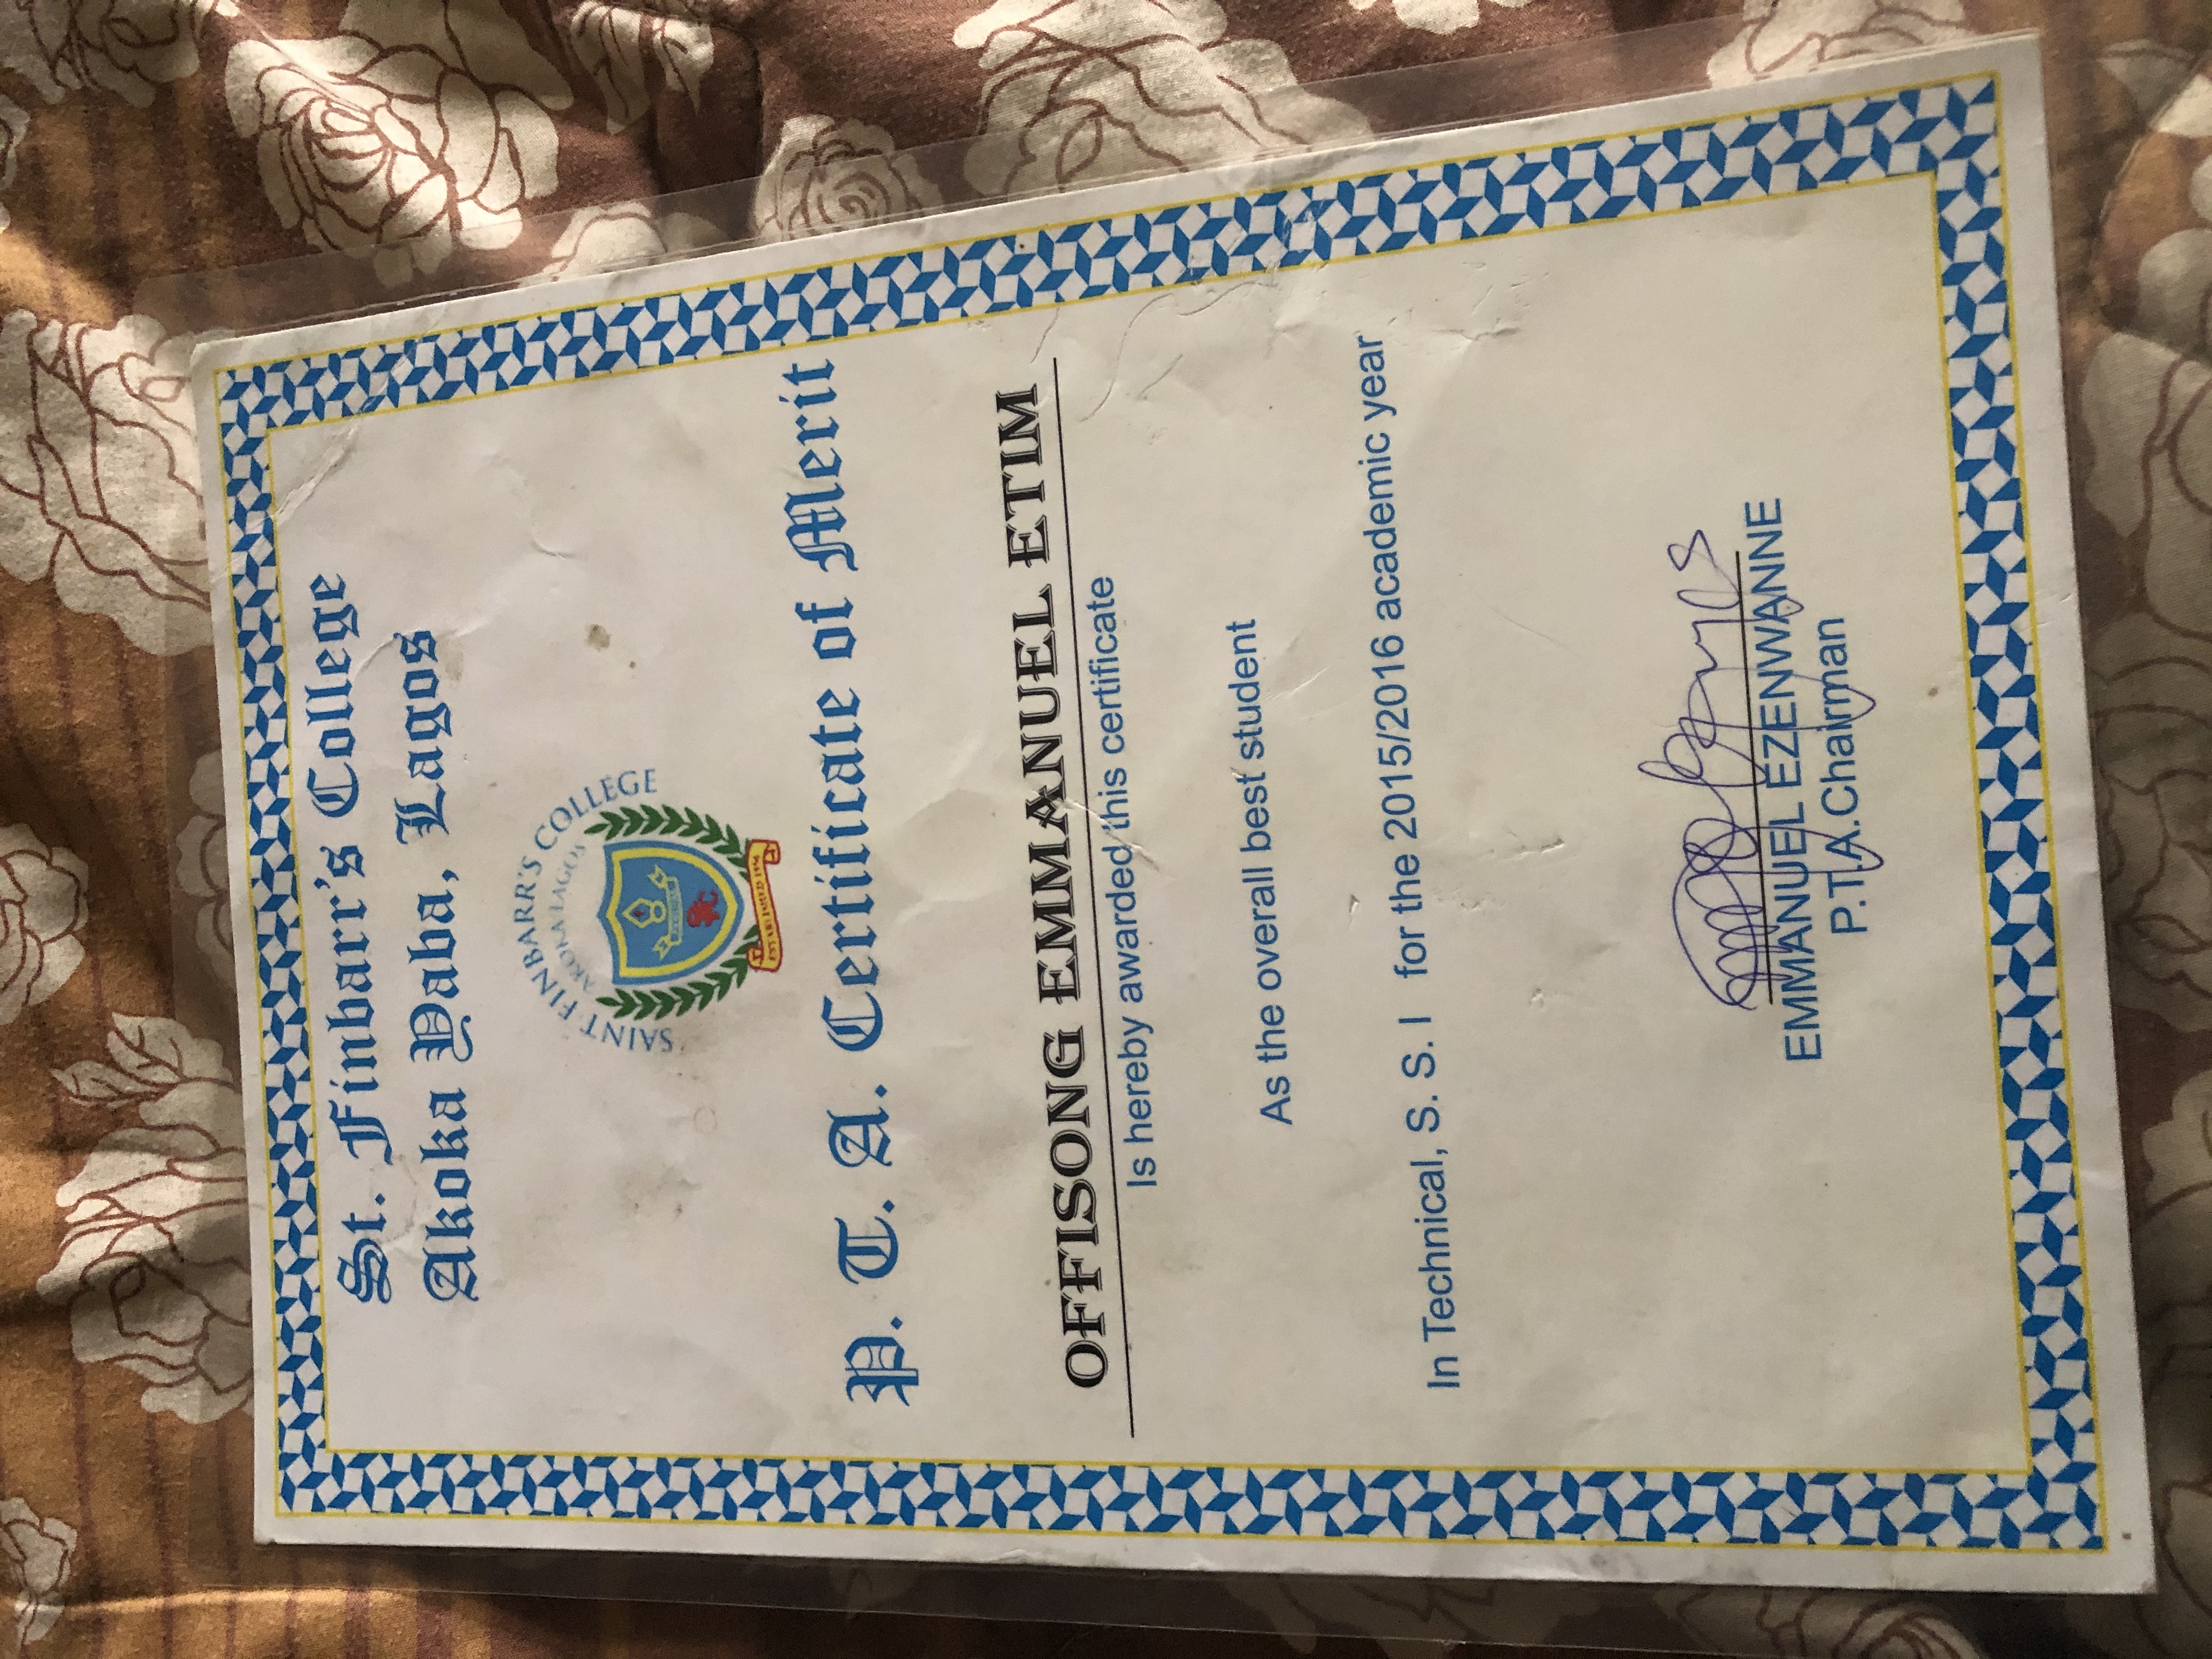 St. Finbarr's College
Akoka Yaba, Lagos
SAINT FINBARR'S COLLEGE
AKOKA LAGOS
ESTABLISHED 1956
P. T. A. Certificate of Merit
OFFISONG EMMANUEL ETIM
Is hereby awarded this certificate
As the overall best student
In Technical, S. S. I for the 2015/2016 academic year
EMMANUEL EZENWANNE
P.T.A.Chairman